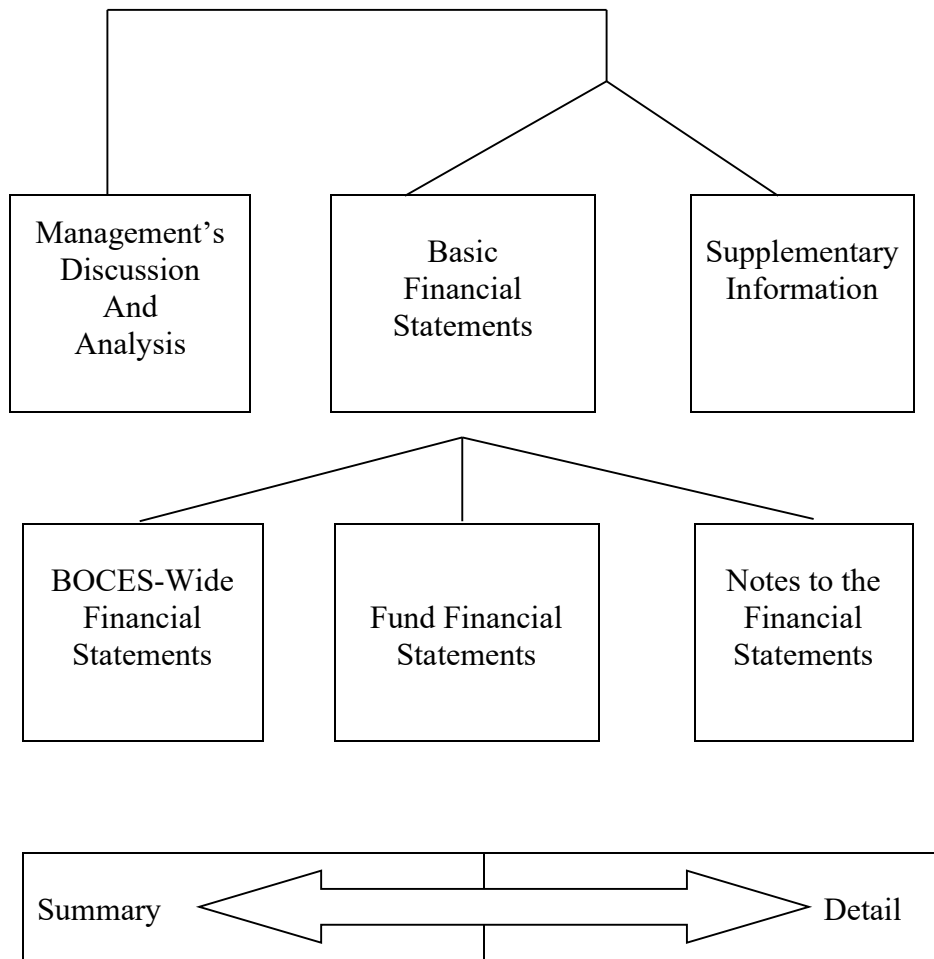 Management’s
Discussion
And
Analysis
Basic
Financial
Statements
Supplementary
Information
BOCES-Wide
Financial
Statements
Fund Financial
Statements
Notes to the
Financial
Statements
Summary
Detail